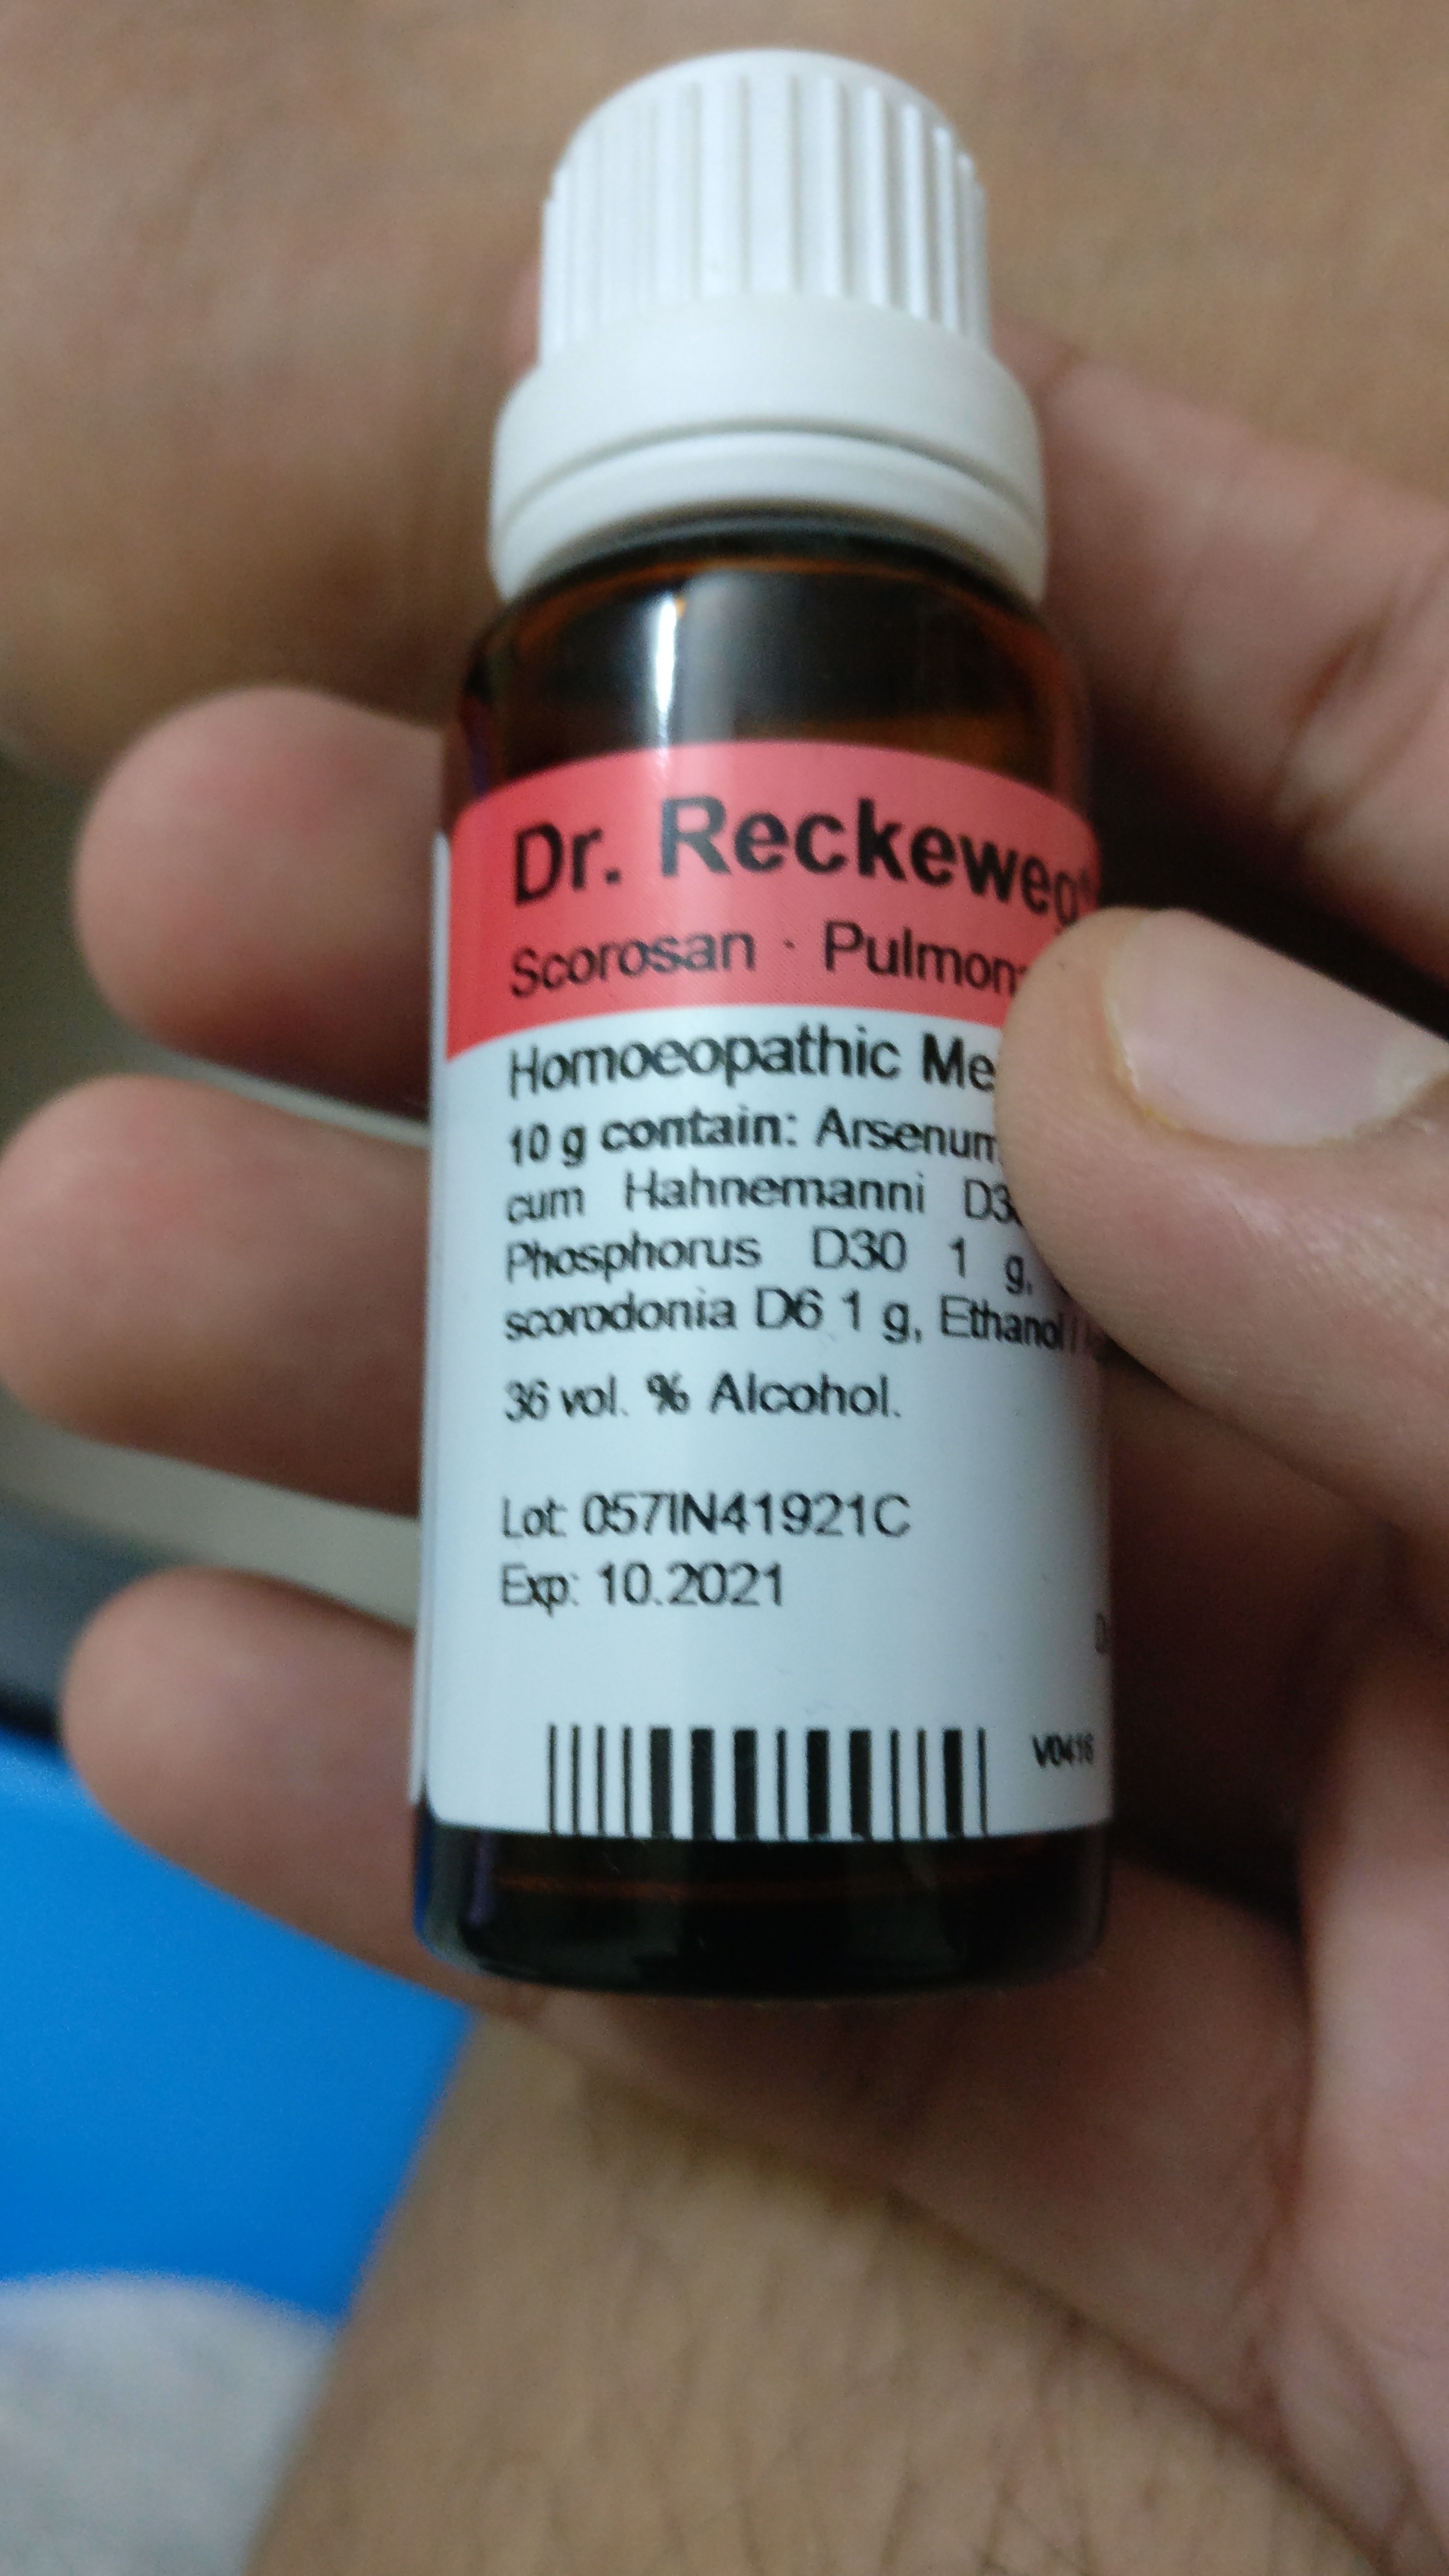 Dr. Reckeweg
Scorosan · Pulmon
Homoeopathic Me
10 g contain: Arsenum
cum Hahnemanni D3
Phosphorus D30 1 g,
scorodonia D6 1 g, Ethanol /
36 vol. % Alcohol.
Lot: 057IN41921C
Exp: 10.2021
V0416